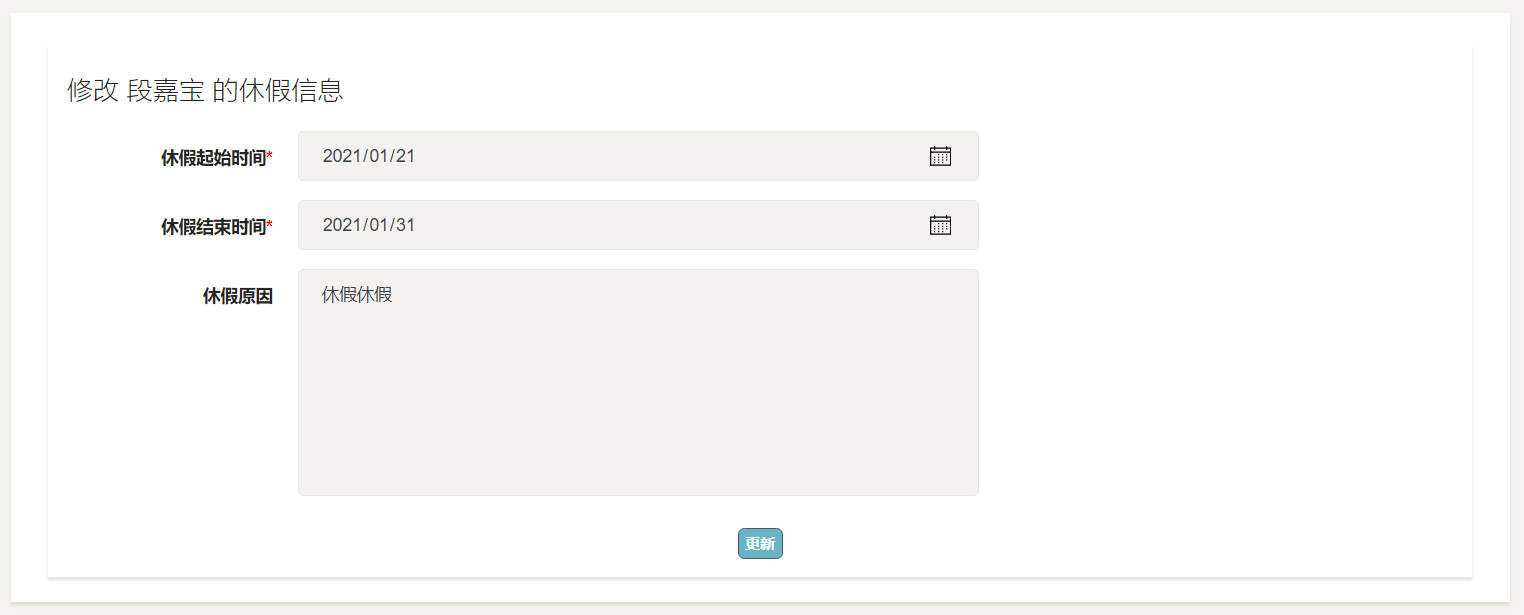 修改 段嘉宝 的休假信息
休假起始时间* 2021/01/21
休假结束时间* 2021/01/31
休假原因 休假休假
更新